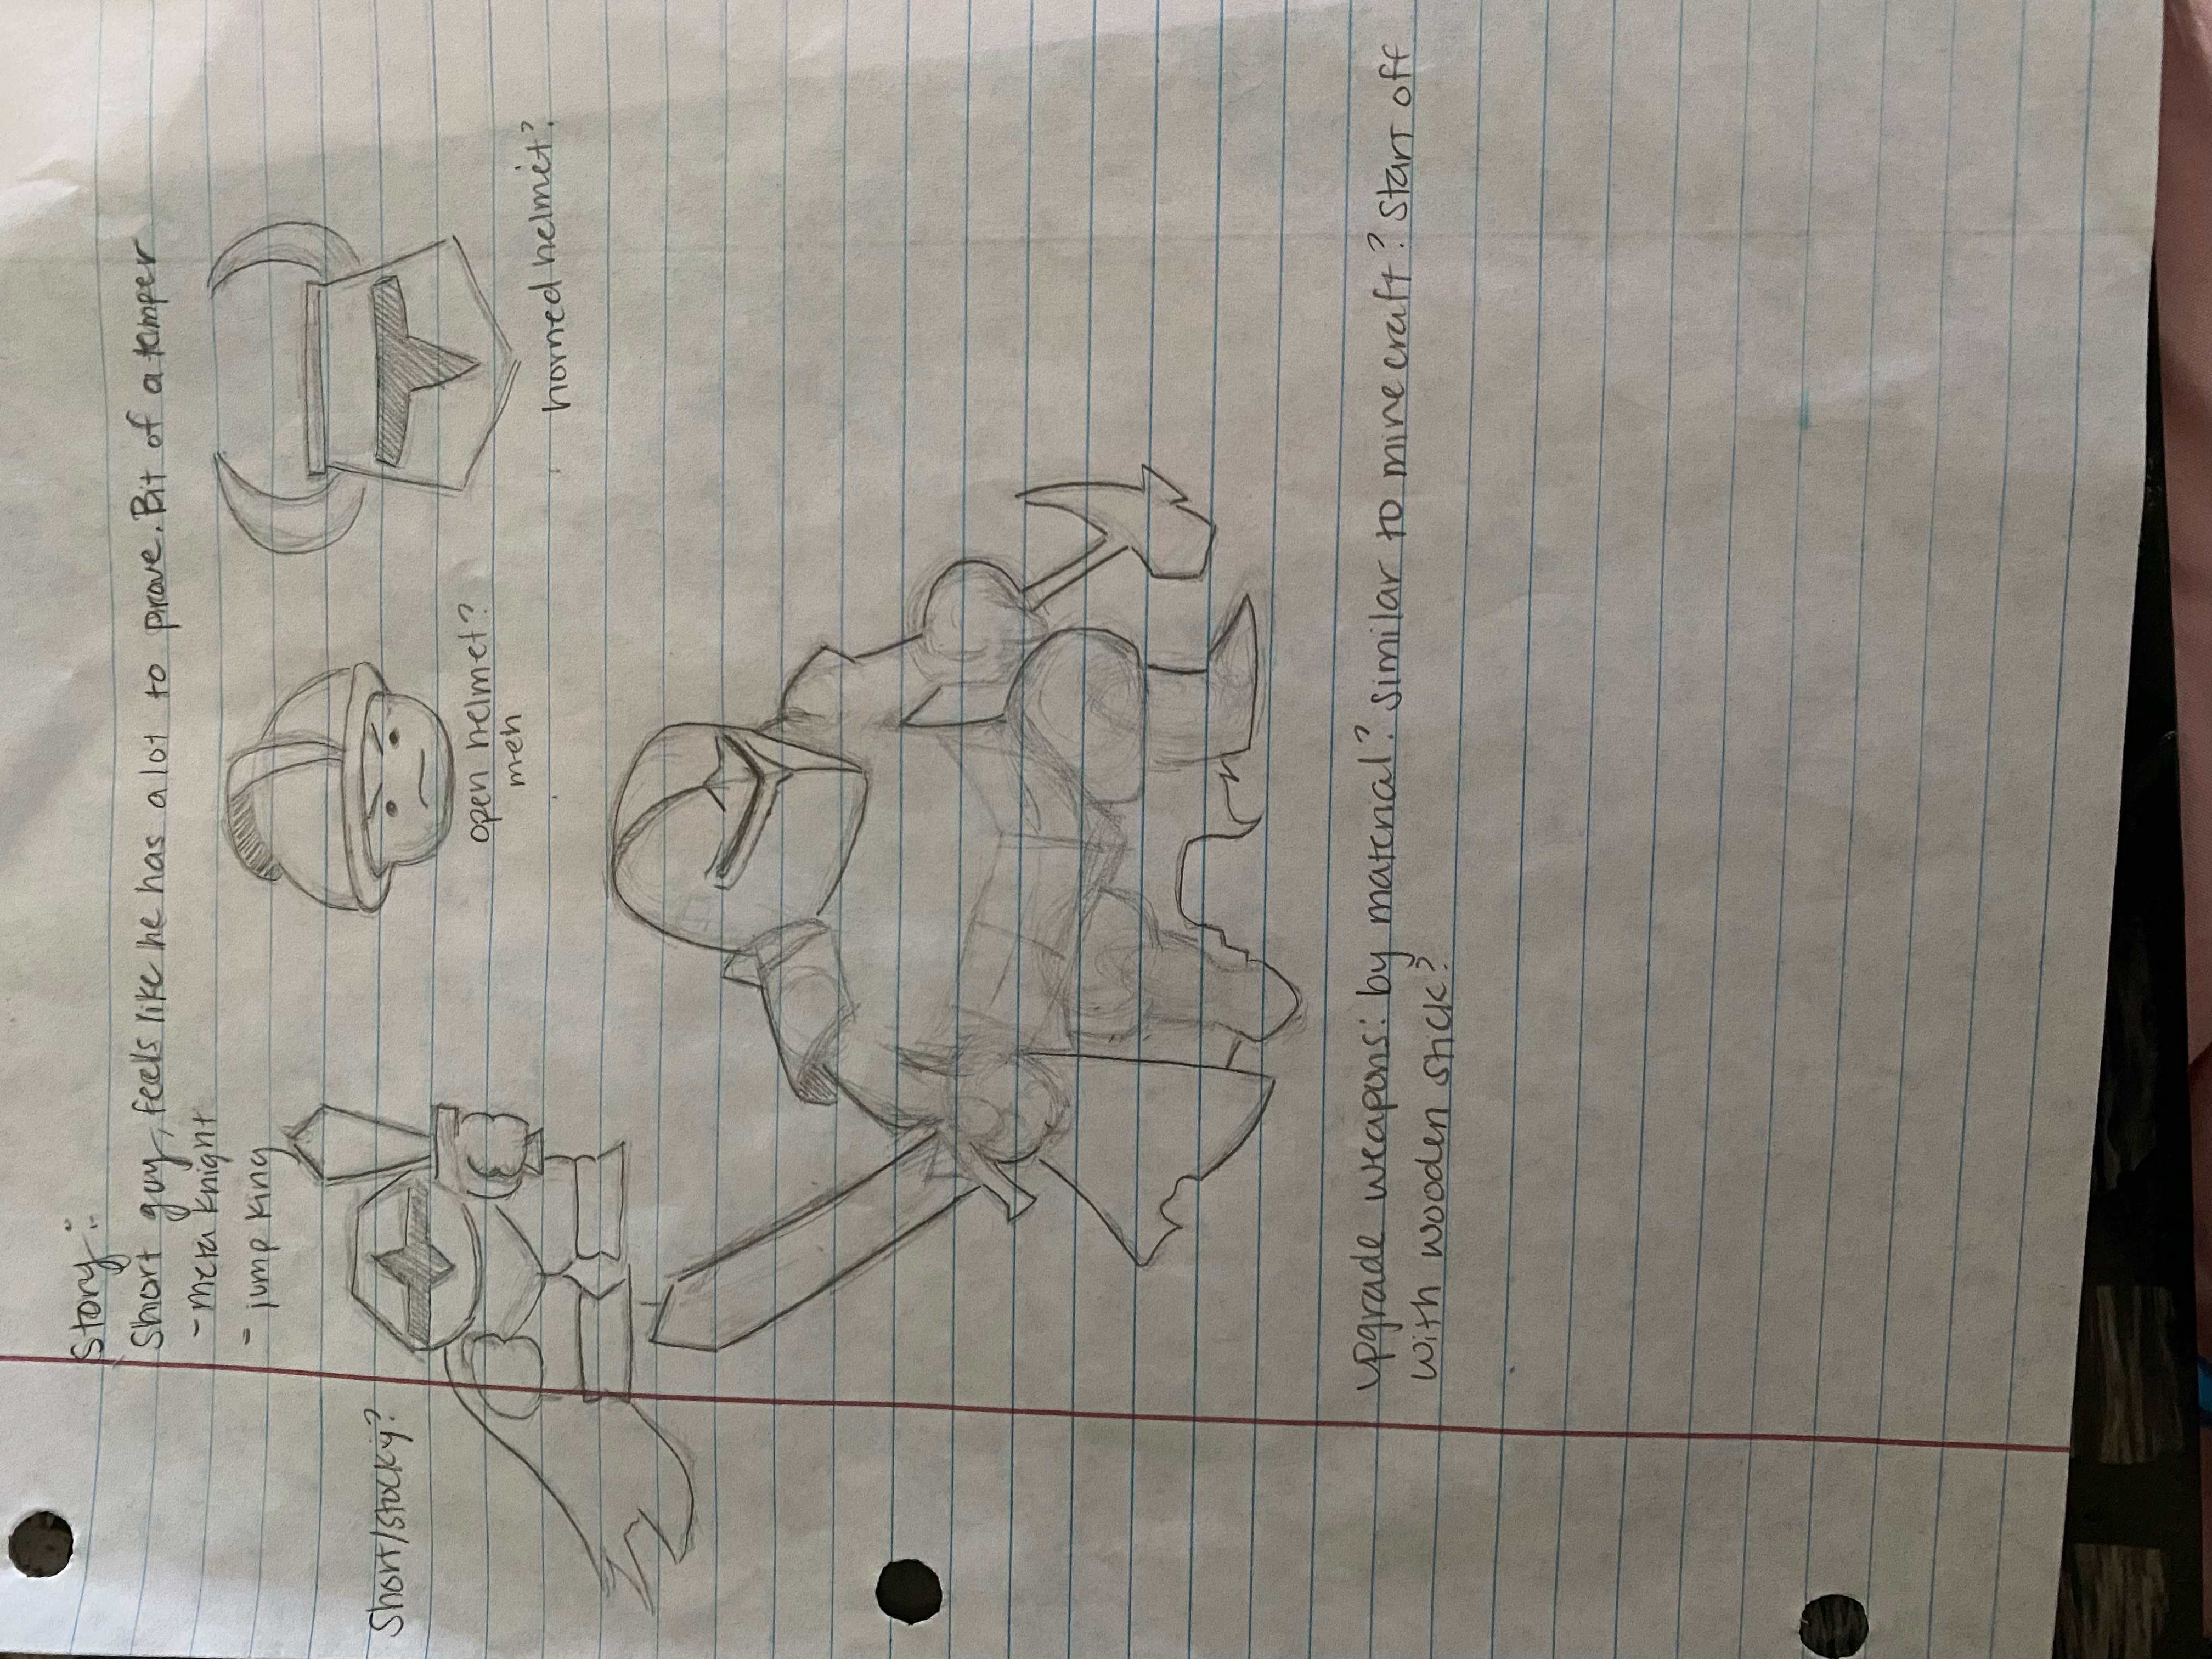 Story:
Short guy, feels like he has a lot to prove. Bit of a temper
- meta knight
- jump king
Short/stocky?
open helmet?
meh
horned helmet?
upgrade weapons: by material? Similar to minecraft? Start off
with wooden stick?